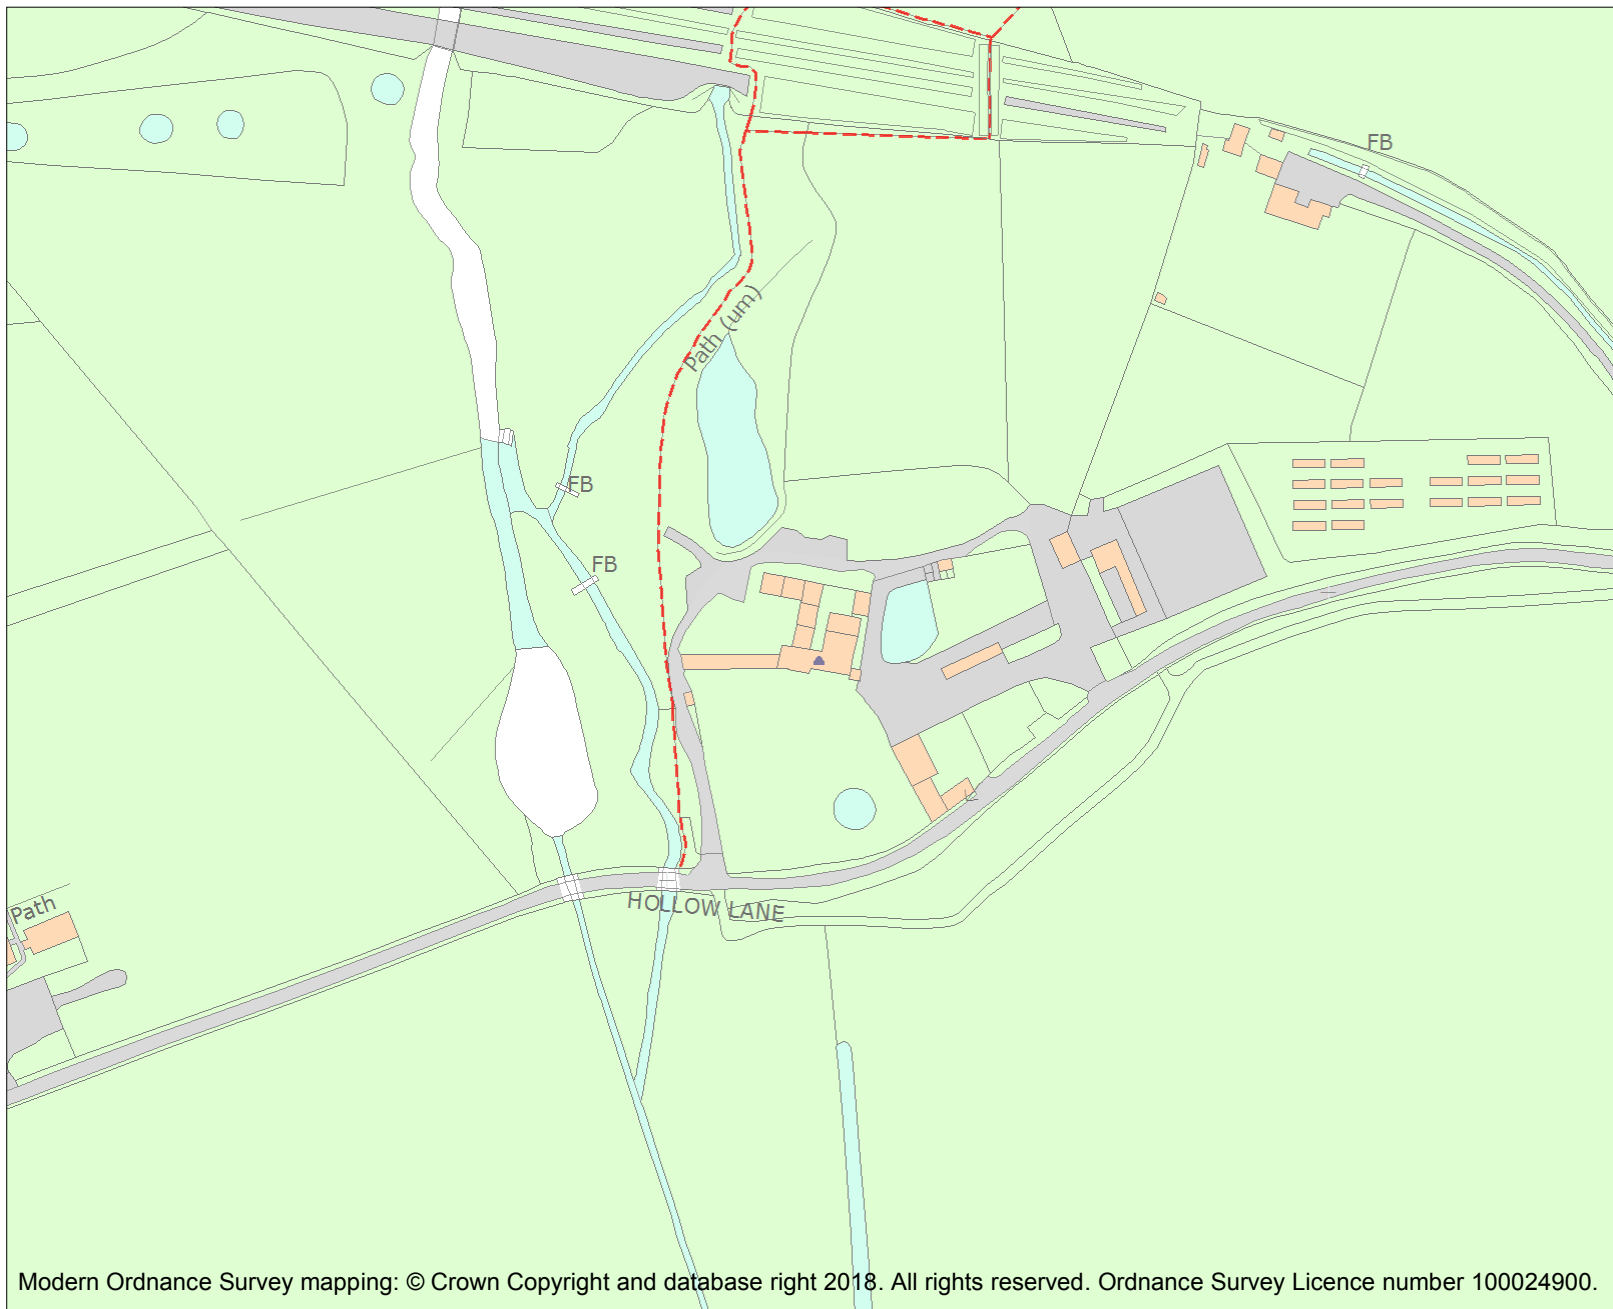 FB
Path (um)
FB
FB
Path
HOLLOW LANE
Modern Ordnance Survey mapping: © Crown Copyright and database right 2018. All rights reserved. Ordnance Survey Licence number 100024900.